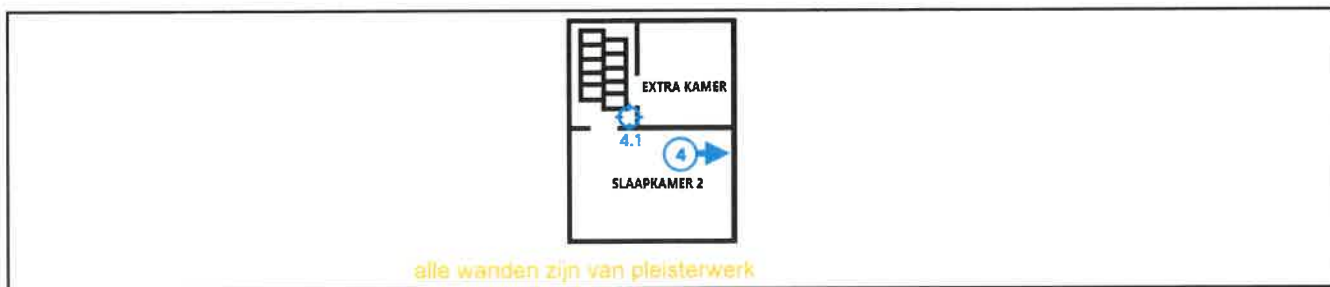 EXTRA KAMER
4.1
4
SLAAPKAMER 2
alle wanden zijn van pleisterwerk